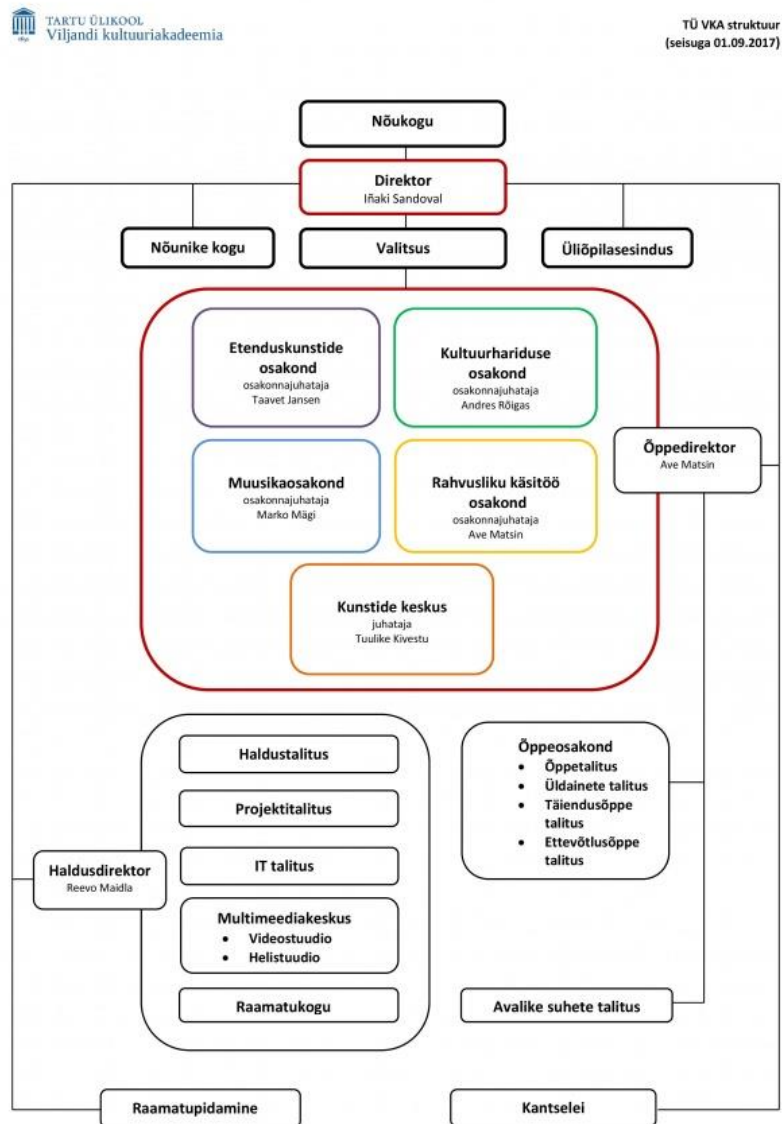 TARTU ÜLIKOOL
Viljandi kultuuriakadeemia
TÜ VKA struktuur
(seisuga 01.09.2017)
Nõukogu
Direktor
Iñaki Sandoval
Nõunike kogu
Valitsus
Üliõpilasesindus
Etenduskunstide
osakond
osakonnajuhataja
Taavet Jansen
Kultuurhariduse
osakond
osakonnajuhataja
Andres Rõigas
Õppedirektor
Ave Matsin
Muusikaosakond
osakonnajuhataja
Marko Mägi
Rahvusliku käsitöö
osakond
osakonnajuhataja
Ave Matsin
Kunstide keskus
juhataja
Tuulike Kivestu
Haldustalitus
Projektitalitus
IT talitus
Multimeediakeskus
• Videostuudio
• Helistuudio
Raamatukogu
Haldusdirektor
Reevo Maidla
Õppeosakond
• Õppetalitus
• Üldainete talitus
• Täiendusõppe
talitus
• Ettevõtlusõppe
talitus
Avalike suhete talitus
Raamatupidamine
Kantselei